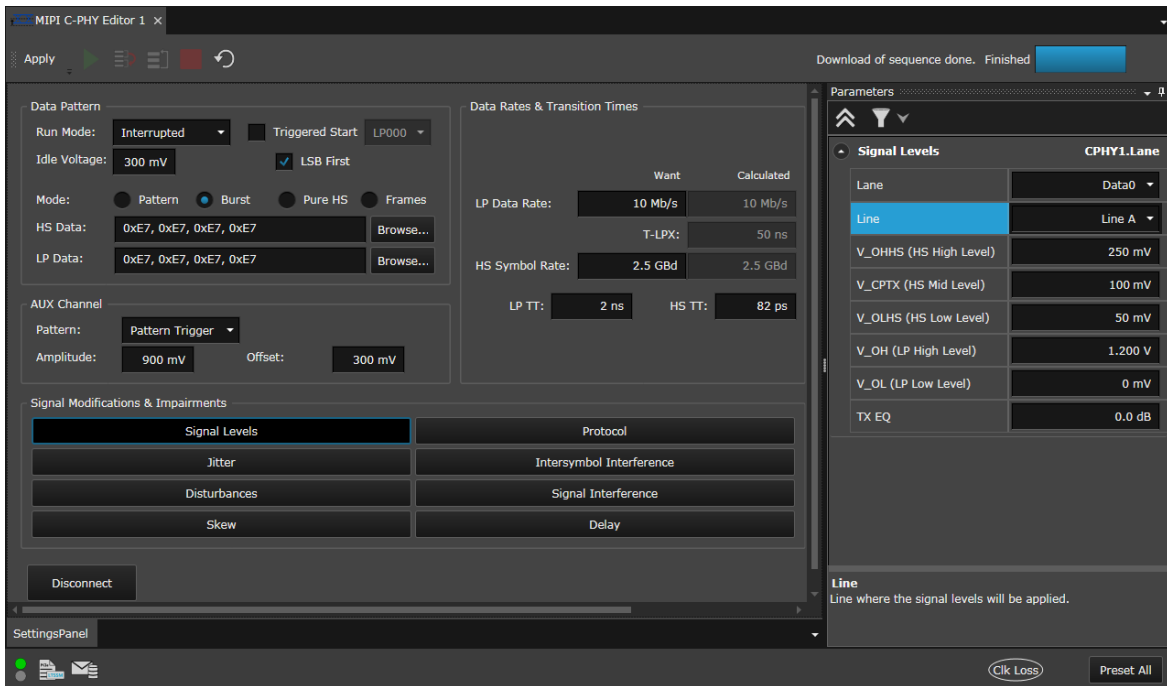 MIPI C-PHY Editor 1
Apply
Download of sequence done. Finished
Data Pattern
Run Mode: Interrupted Triggered Start LP000
Idle Voltage: 300 mV LSB First
Mode: Pattern Burst Pure HS Frames
HS Data: 0xE7, 0xE7, 0xE7, 0xE7 Browse...
LP Data: 0xE7, 0xE7, 0xE7, 0xE7 Browse...
AUX Channel
Pattern: Pattern Trigger
Amplitude: 900 mV Offset: 300 mV
Data Rates & Transition Times
Want Calculated
LP Data Rate: 10 Mb/s 10 Mb/s
T-LPX: 50 ns
HS Symbol Rate: 2.5 GBd 2.5 GBd
LP TT: 2 ns HS TT: 82 ps
Signal Modifications & Impairments
Signal Levels Protocol
Jitter Intersymbol Interference
Disturbances Signal Interference
Skew Delay
Disconnect
SettingsPanel
Parameters
Signal Levels CPHY1.Lane
Lane Data0
Line Line A
V_OHHS (HS High Level) 250 mV
V_CPTX (HS Mid Level) 100 mV
V_OLHS (HS Low Level) 50 mV
V_OH (LP High Level) 1.200 V
V_OL (LP Low Level) 0 mV
TX EQ 0.0 dB
Line
Line where the signal levels will be applied.
Clk Loss Preset All